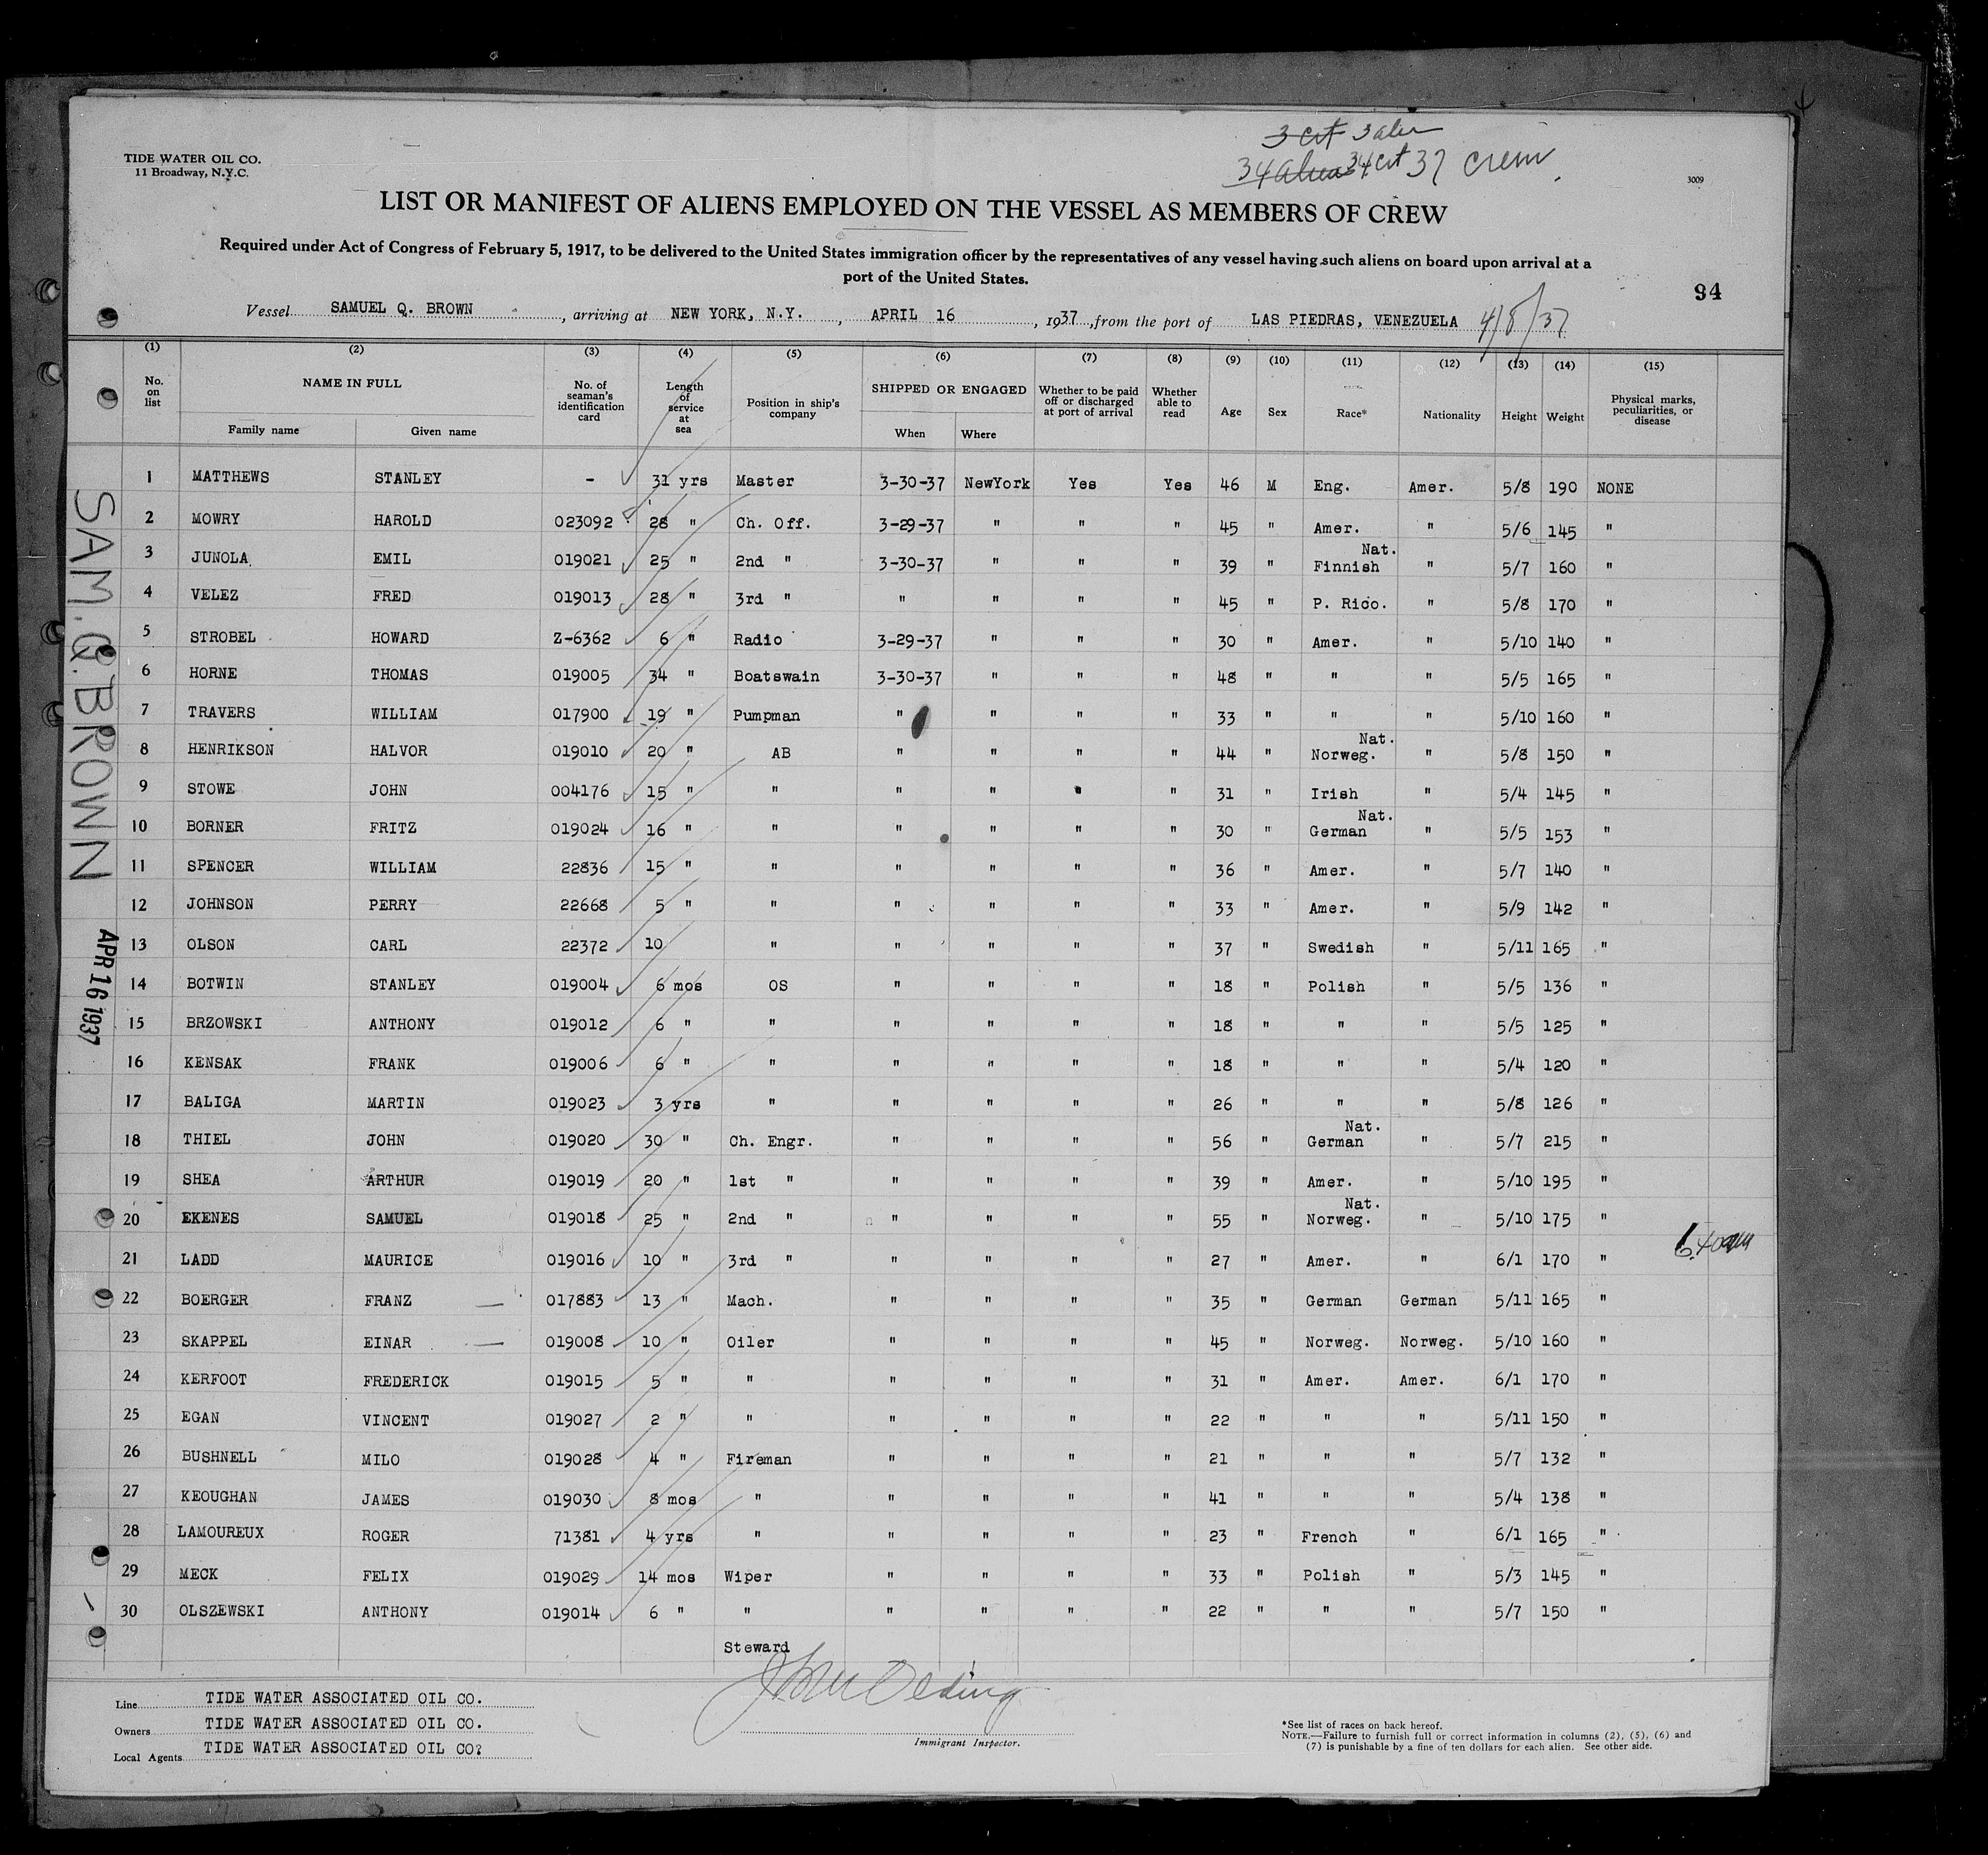 3 crt 3 alien
34 aliens 34 crt 37 crew
TIDE WATER OIL CO.
11 Broadway, N.Y.C.
3009
LIST OR MANIFEST OF ALIENS EMPLOYED ON THE VESSEL AS MEMBERS OF CREW
Required under Act of Congress of February 5, 1917, to be delivered to the United States immigration officer by the representatives of any vessel having such aliens on board upon arrival at a
port of the United States.
94
Vessel SAMUEL Q. BROWN, arriving at NEW YORK, N.Y., APRIL 16, 1937, from the port of LAS PIEDRAS, VENEZUELA 4/8/37
(1) (2) (3) (4) (5) (6) (7) (8) (9) (10) (11) (12) (13) (14) (15)
No. on list NAME IN FULL Family name Given name No. of seaman's identification card Length of service at sea Position in ship's company SHIPPED OR ENGAGED When Where Whether to be paid off or discharged at port of arrival Whether able to read Age Sex Race* Nationality Height Weight Physical marks, peculiarities, or disease
1 MATTHEWS STANLEY - 31 yrs Master 3-30-37 NewYork Yes Yes 46 M Eng. Amer. 5/8 190 NONE
2 MOWRY HAROLD 023092 28 " Ch. Off. 3-29-37 " " " 45 " Amer. " 5/6 145 "
3 JUNOLA EMIL 019021 25 " 2nd " 3-30-37 " " " 39 " Nat. Finnish " 5/7 160 "
4 VELEZ FRED 019013 28 " 3rd " " " " " 45 " P. Rico. " 5/8 170 "
5 STROBEL HOWARD Z-6362 6 " Radio 3-29-37 " " " 30 " Amer. " 5/10 140 "
6 HORNE THOMAS 019005 34 " Boatswain 3-30-37 " " " 48 " " " 5/5 165 "
7 TRAVERS WILLIAM 017900 19 " Pumpman " " " " 33 " " " 5/10 160 "
8 HENRIKSON HALVOR 019010 20 " AB " " " " 44 " Nat. Norweg. " 5/8 150 "
9 STOWE JOHN 004176 15 " " " " " " 31 " Irish " 5/4 145 "
10 BORNER FRITZ 019024 16 " " " " " " 30 " Nat. German " 5/5 153 "
11 SPENCER WILLIAM 22836 15 " " " " " " 36 " Amer. " 5/7 140 "
12 JOHNSON PERRY 22668 5 " " " " " " 33 " Amer. " 5/9 142 "
13 OLSON CARL 22372 10 " " " " " 37 " Swedish " 5/11 165 "
14 BOTWIN STANLEY 019004 6 mos OS " " " " 18 " Polish " 5/5 136 "
15 BRZOWSKI ANTHONY 019012 6 " " " " " " 18 " " " 5/5 125 "
16 KENSAK FRANK 019006 6 " " " " " " 18 " " " 5/4 120 "
17 BALIGA MARTIN 019023 3 yrs " " " " " 26 " " " 5/8 126 "
18 THIEL JOHN 019020 30 " Ch. Engr. " " " " 56 " Nat. German " 5/7 215 "
19 SHEA ARTHUR 019019 20 " 1st " " " " " 39 " Amer. " 5/10 195 "
20 EKENES SAMUEL 019018 25 " 2nd " " " " " 55 " Nat. Norweg. " 5/10 175 "
21 LADD MAURICE 019016 10 " 3rd " " " " " 27 " Amer. " 6/1 170 "
6.40am
22 BOERGER FRANZ 017883 13 " Mach. " " " " 35 " German German 5/11 165 "
23 SKAPPEL EINAR 019008 10 " Oiler " " " " 45 " Norweg. Norweg. 5/10 160 "
24 KERFOOT FREDERICK 019015 5 " " " " " " 31 " Amer. Amer. 6/1 170 "
25 EGAN VINCENT 019027 2 " " " " " " 22 " " " 5/11 150 "
26 BUSHNELL MILO 019028 4 " Fireman " " " " 21 " " " 5/7 132 "
27 KEOUGHAN JAMES 019030 8 mos " " " " " 41 " " " 5/4 138 "
28 LAMOUREUX ROGER 71381 4 yrs " " " " " 23 " French " 6/1 165 "
29 MECK FELIX 019029 14 mos Wiper " " " " 33 " Polish " 5/3 145 "
30 OLSZEWSKI ANTHONY 019014 6 " " " " " " 22 " " " 5/7 150 "
Steward
SAM. Q. BROWN
APR 16 1937
Line TIDE WATER ASSOCIATED OIL CO.
Owners TIDE WATER ASSOCIATED OIL CO.
Local Agents TIDE WATER ASSOCIATED OIL CO?
Immigrant Inspector.
*See list of races on back hereof.
NOTE.—Failure to furnish full or correct information in columns (2), (5), (6) and
(7) is punishable by a fine of ten dollars for each alien. See other side.